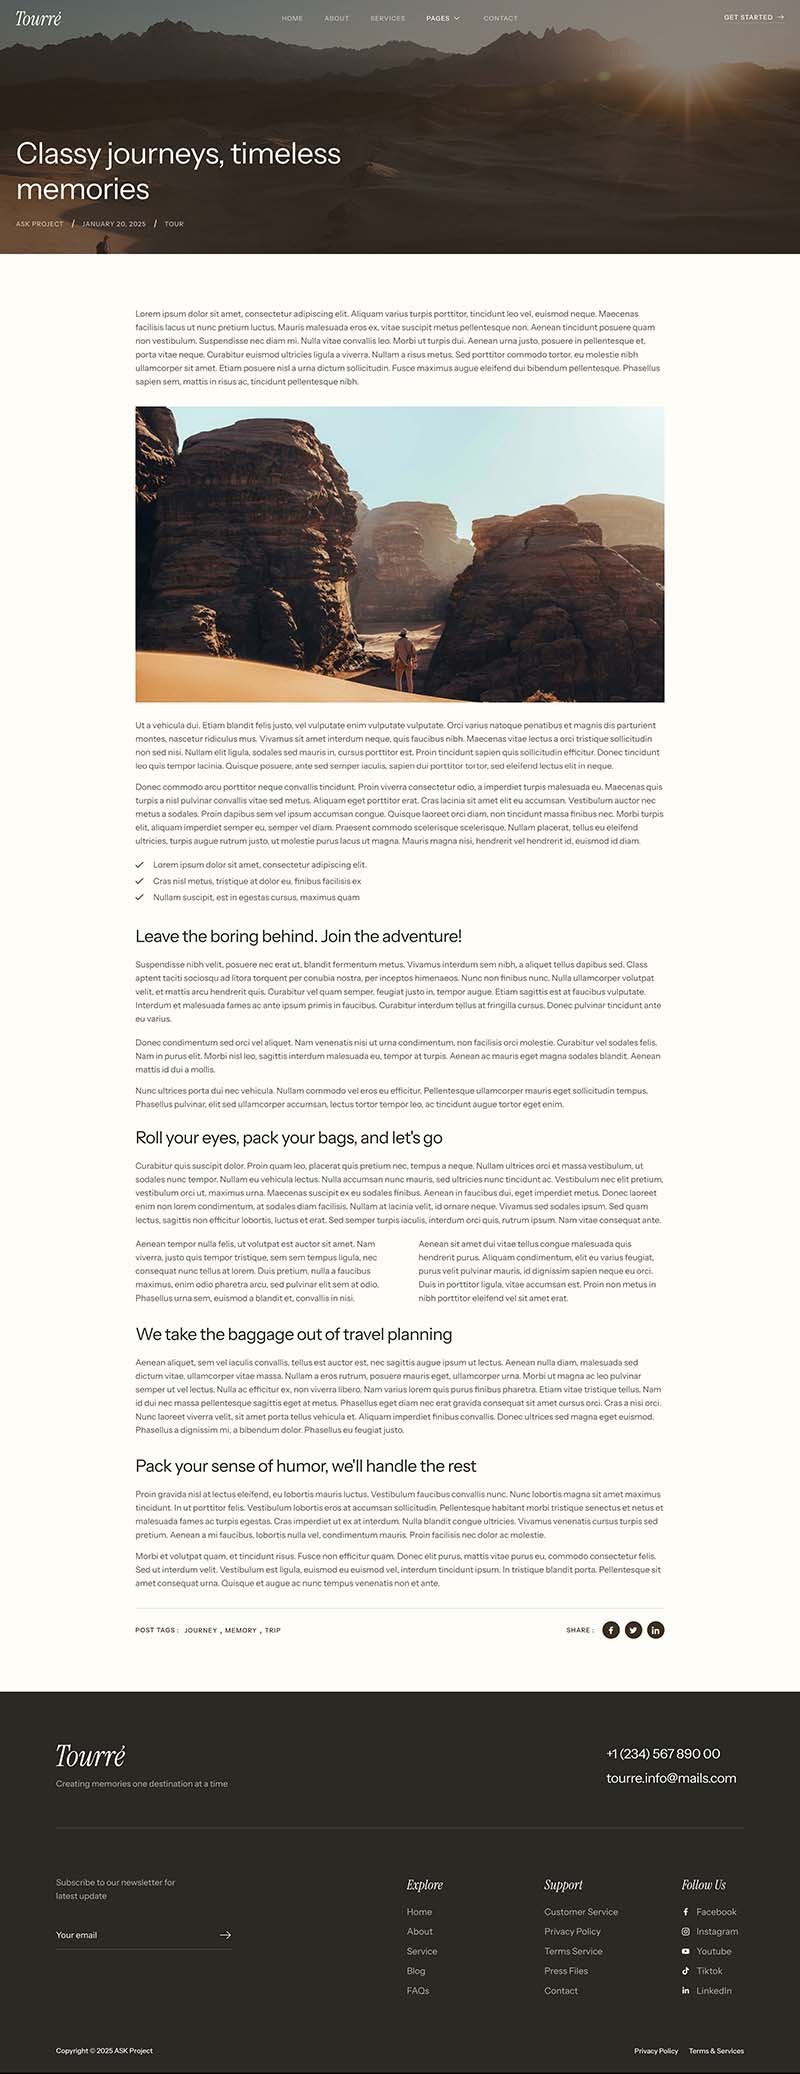 Tourré
HOME ABOUT SERVICES PAGES CONTACT
GET STARTED
Classy journeys, timeless
memories
ASK PROJECT / JANUARY 20, 2025 / TOUR
Lorem ipsum dolor sit amet, consectetur adipiscing elit. Aliquam varius turpis porttitor, tincidunt leo vel, euismod neque. Maecenas
facilisis lacus ut nunc pretium luctus. Mauris malesuada eros ex, vitae suscipit metus pellentesque non. Aenean tincidunt posuere quam
non vestibulum. Suspendisse nec diam mi. Nulla vitae convallis leo. Morbi ut turpis dui. Aenean urna justo, posuere in pellentesque et,
porta vitae neque. Curabitur euismod ultricies ligula a viverra. Nullam a risus metus. Sed porttitor commodo tortor, eu molestie nibh
ullamcorper sit amet. Etiam posuere nisl a urna dictum sollicitudin. Fusce maximus augue eleifend dui bibendum pellentesque. Phasellus
sapien sem, mattis in risus ac, tincidunt pellentesque nibh.
Ut a vehicula dui. Etiam blandit felis justo, vel vulputate enim vulputate vulputate. Orci varius natoque penatibus et magnis dis parturient
montes, nascetur ridiculus mus. Vivamus sit amet interdum neque, quis faucibus nibh. Maecenas vitae lectus a orci tristique sollicitudin
non sed nisi. Nullam elit ligula, sodales sed mauris in, cursus porttitor est. Proin tincidunt sapien quis sollicitudin efficitur. Donec tincidunt
leo quis tempor lacinia. Quisque posuere, ante sed semper iaculis, sapien dui porttitor tortor, sed eleifend lectus elit in neque.
Donec commodo arcu porttitor neque convallis tincidunt. Proin viverra consectetur odio, a imperdiet turpis malesuada eu. Maecenas quis
turpis a nisl pulvinar convallis vitae sed metus. Aliquam eget porttitor erat. Cras lacinia sit amet elit eu accumsan. Vestibulum auctor nec
metus a sodales. Proin dapibus sem vel ipsum accumsan congue. Quisque laoreet orci diam, non tincidunt massa finibus nec. Morbi turpis
elit, aliquam imperdiet semper eu, semper vel diam. Praesent commodo scelerisque scelerisque. Nullam placerat, tellus eu eleifend
ultricies, turpis augue rutrum justo, ut molestie purus lacus ut magna. Mauris magna nisi, hendrerit vel hendrerit id, euismod id diam.
Lorem ipsum dolor sit amet, consectetur adipiscing elit.
Cras nisl metus, tristique at dolor eu, finibus facilisis ex
Nullam suscipit, est in egestas cursus, maximus quam
Leave the boring behind. Join the adventure!
Suspendisse nibh velit, posuere nec erat ut, blandit fermentum metus. Vivamus interdum sem nibh, a aliquet tellus dapibus sed. Class
aptent taciti sociosqu ad litora torquent per conubia nostra, per inceptos himenaeos. Nunc non finibus nunc. Nulla ullamcorper volutpat
velit, et mattis arcu hendrerit quis. Curabitur vel quam semper, feugiat justo in, tempor augue. Etiam sagittis est at faucibus vulputate.
Interdum et malesuada fames ac ante ipsum primis in faucibus. Curabitur interdum tellus at fringilla cursus. Donec pulvinar tincidunt ante
eu varius.
Donec condimentum sed orci vel aliquet. Nam venenatis nisi ut urna condimentum, non facilisis orci molestie. Curabitur vel sodales felis.
Nam in purus elit. Morbi nisl leo, sagittis interdum malesuada eu, tempor at turpis. Aenean ac mauris eget magna sodales blandit. Aenean
mattis id dui a mollis.
Nunc ultrices porta dui nec vehicula. Nullam commodo vel eros eu efficitur. Pellentesque ullamcorper mauris eget sollicitudin tempus.
Phasellus pulvinar, elit sed ullamcorper accumsan, lectus tortor tempor leo, ac tincidunt augue tortor eget enim.
Roll your eyes, pack your bags, and let's go
Curabitur quis suscipit dolor. Proin quam leo, placerat quis pretium nec, tempus a neque. Nullam ultrices orci et massa vestibulum, ut
sodales nunc tempor. Nullam eu vehicula lectus. Nulla accumsan nunc mauris, sed ultricies nunc tincidunt ac. Vestibulum nec elit pretium,
vestibulum orci ut, maximus urna. Maecenas suscipit ex eu sodales finibus. Aenean in faucibus dui, eget imperdiet metus. Donec laoreet
enim non lorem condimentum, at sodales diam facilisis. Nullam at lacinia velit, id ornare neque. Vivamus sed sodales ipsum. Sed quam
lectus, sagittis non efficitur lobortis, luctus et erat. Sed semper turpis iaculis, interdum orci quis, rutrum ipsum. Nam vitae consequat ante.
Aenean tempor nulla felis, ut volutpat est auctor sit amet. Nam
viverra, justo quis tempor tristique, sem sem tempus ligula, nec
consequat nunc tellus at lorem. Duis pretium, nulla a faucibus
maximus, enim odio pharetra arcu, sed pulvinar elit sem at odio.
Phasellus urna sem, euismod a blandit et, convallis in nisi.
Aenean sit amet dui vitae tellus congue malesuada quis
hendrerit purus. Aliquam condimentum, elit eu varius feugiat,
purus velit pulvinar mauris, id dignissim sapien neque eu orci.
Duis in porttitor ligula, vitae accumsan est. Proin non metus in
nibh porttitor eleifend vel sit amet erat.
We take the baggage out of travel planning
Aenean aliquet, sem vel iaculis convallis, tellus est auctor est, nec sagittis augue ipsum ut lectus. Aenean nulla diam, malesuada sed
dictum vitae, ullamcorper vitae massa. Nullam a eros rutrum, posuere mauris eget, ullamcorper urna. Morbi ut magna ac leo pulvinar
semper ut vel lectus. Nulla ac efficitur ex, non viverra libero. Nam varius lorem quis purus finibus pharetra. Etiam vitae tristique tellus. Nam
id dui nec massa pellentesque sagittis eget at metus. Phasellus eget diam nec erat gravida consequat sit amet cursus orci. Cras a nisi orci.
Nunc laoreet viverra velit, sit amet porta tellus vehicula et. Aliquam imperdiet finibus convallis. Donec ultrices sed magna eget euismod.
Phasellus a dignissim mi, a bibendum dolor. Phasellus eu feugiat justo.
Pack your sense of humor, we'll handle the rest
Proin gravida nisl at lectus eleifend, eu lobortis mauris luctus. Vestibulum faucibus convallis nunc. Nunc lobortis magna sit amet maximus
tincidunt. In ut porttitor felis. Vestibulum lobortis eros at accumsan sollicitudin. Pellentesque habitant morbi tristique senectus et netus et
malesuada fames ac turpis egestas. Cras imperdiet ut ex at interdum. Nulla blandit congue ultricies. Vivamus venenatis cursus turpis sed
pretium. Aenean a mi faucibus, lobortis nulla vel, condimentum mauris. Proin facilisis nec dolor ac molestie.
Morbi et volutpat quam, et tincidunt risus. Fusce non efficitur quam. Donec elit purus, mattis vitae purus eu, commodo consectetur felis.
Sed ut interdum velit. Vestibulum est ligula, euismod eu euismod vel, interdum tincidunt ipsum. In tristique blandit porta. Pellentesque sit
amet consequat urna. Quisque et augue ac nunc tempus venenatis non et ante.
POST TAGS : JOURNEY , MEMORY , TRIP
SHARE :
Tourré
Creating memories one destination at a time
+1 (234) 567 890 00
tourre.info@mails.com
Subscribe to our newsletter for
latest update
Your email
Explore
Home
About
Service
Blog
FAQs
Support
Customer Service
Privacy Policy
Terms Service
Press Files
Contact
Follow Us
Facebook
Instagram
Youtube
Tiktok
LinkedIn
Copyright © 2025 ASK Project
Privacy Policy Terms & Services